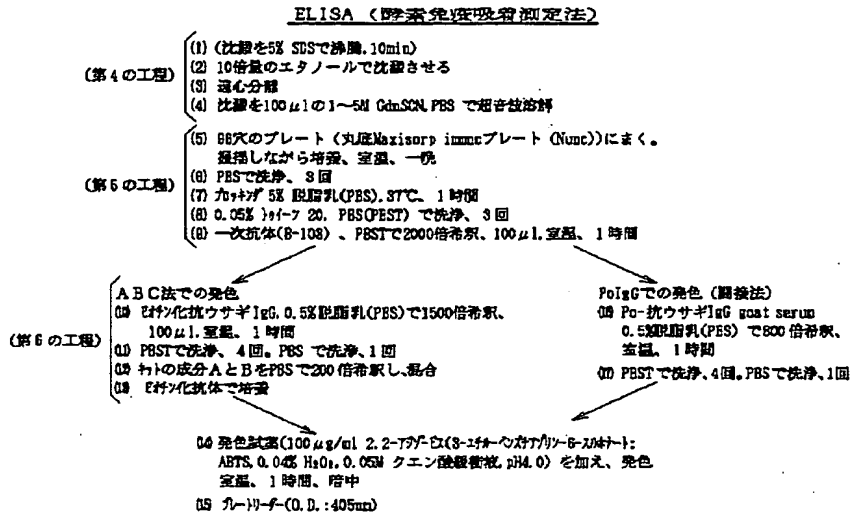 ELISA (酵素免疫吸着測定法)
(第4の工程)
(1) (沈殿を5% SDSで沸騰、10min)
(2) 10倍量のエタノールで沈殿させる
(3) 遠心分離
(4) 沈殿を100μlの1~5M GdnSCN、PBS で超音波溶解
(第5の工程)
(5) 96穴のプレート (丸底Maxisorp immunoプレート (Nunc))にまく。
撹拌しながら培養、室温、一晩
(6) PBSで洗浄、3回
(7) ブロッキング 5% 脱脂乳(PBS)、37℃、1時間
(8) 0.05% トゥイーン 20、PBS(PBST) で洗浄、3回
(9) 一次抗体(B-103)、PBSTで2000倍希釈、100μl、室温、1時間
(第6の工程)
ABC法での発色
(10) ビオチン化抗ウサギIgG、0.5%脱脂乳(PBS)で1500倍希釈、
100μl、室温、1時間
(11) PBSTで洗浄、4回。PBS で洗浄、1回
(12) キットの成分AとBをPBSで200倍希釈し、混合
(13) ビオチン化抗体で培養
PoIgGでの発色 (間接法)
(16) Po-抗ウサギIgG goat serum
0.5%脱脂乳(PBS) で800倍希釈、
室温、1時間
(17) PBSTで洗浄、4回。PBSで洗浄、1回
(14) 発色試薬(100μg/ml 2,2-アジノービス(3-エチルーベンズチアゾリン-6-スルホナート:
ABTS、0.04% H₂O₂、0.05M クエン酸緩衝液、pH4.0) を加え、発色
室温、1時間、暗中
(15) プレートリーダー(O.D.:405nm)